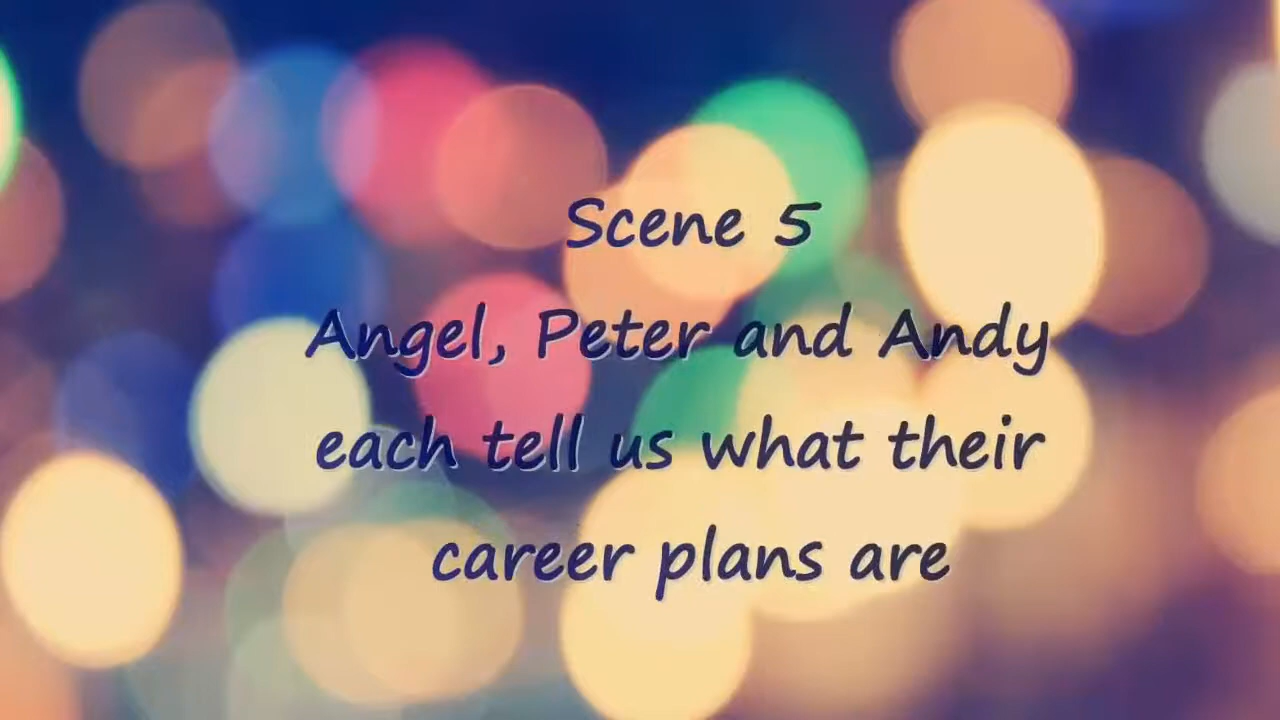 Scene 5
Angel, Peter and Andy
each tell us what their
career plans are